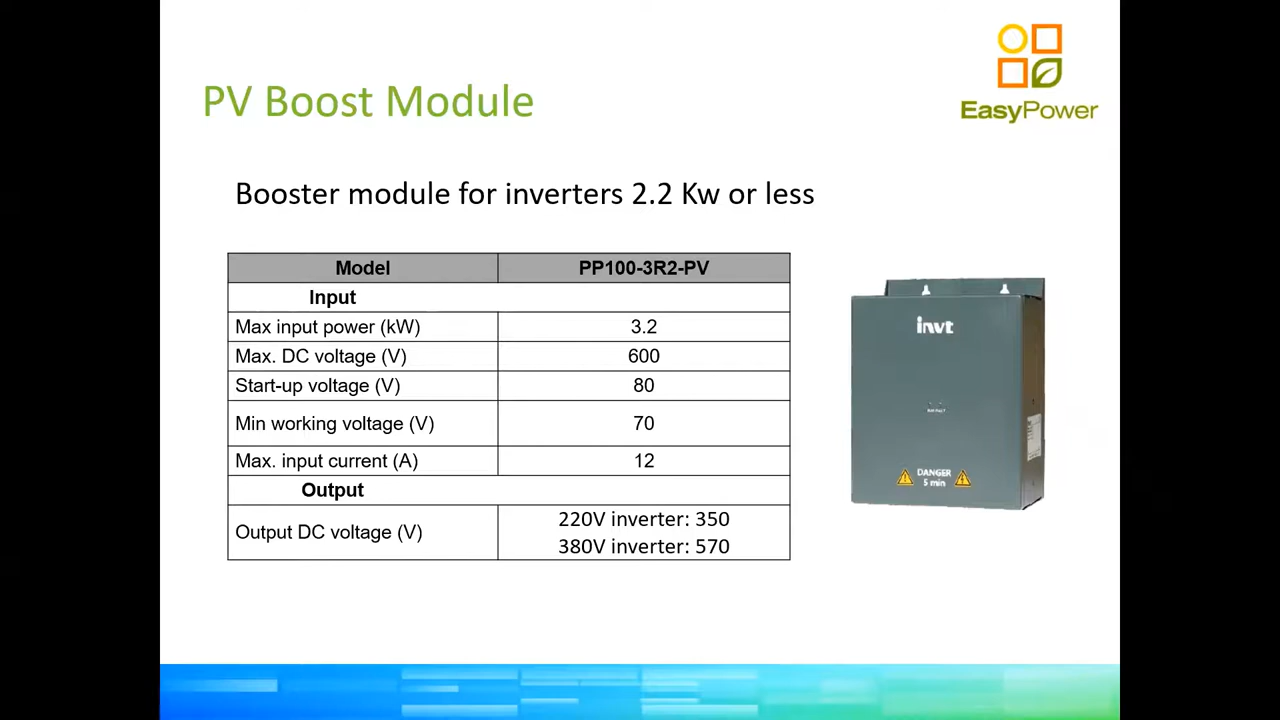 EasyPower
PV Boost Module
Booster module for inverters 2.2 Kw or less
Model PP100-3R2-PV
Input
Max input power (kW) 3.2
Max. DC voltage (V) 600
Start-up voltage (V) 80
Min working voltage (V) 70
Max. input current (A) 12
Output
Output DC voltage (V) 220V inverter: 350
380V inverter: 570
invt
DANGER
5 min